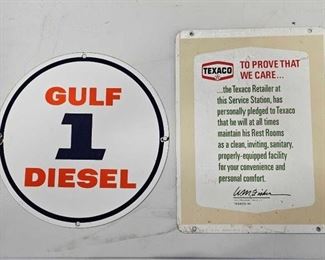 GULF
1
DIESEL
TEXACO
TO PROVE THAT
WE CARE...
...the Texaco Retailer at
this Service Station, has
personally pledged to Texaco
that he will at all times
maintain his Rest Rooms
as a clean, inviting, sanitary,
properly-equipped facility
for your convenience and
personal comfort.